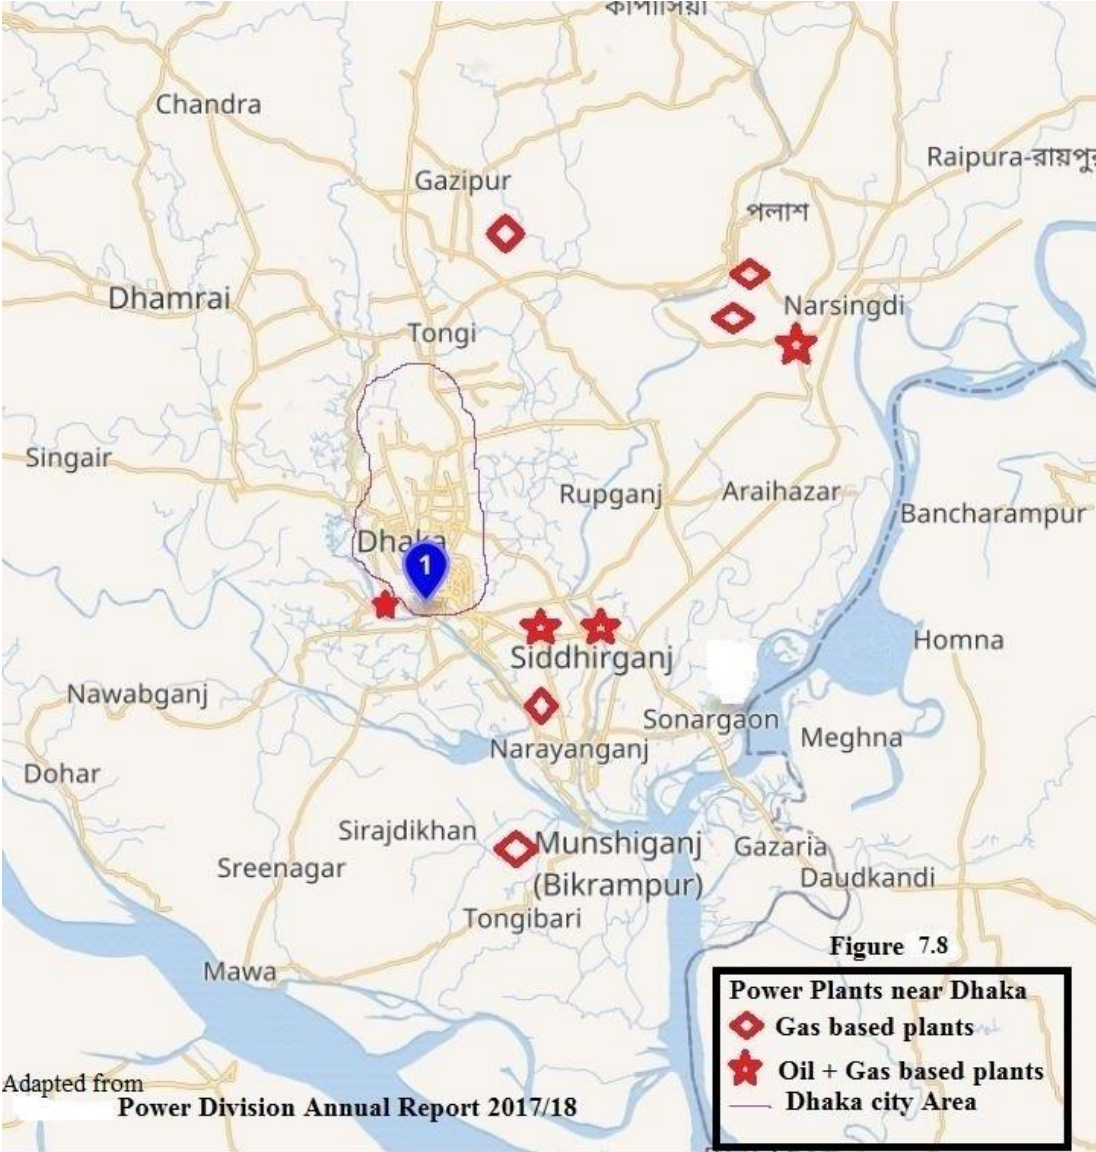 কাপাসিয়া
Chandra
Raipura-রায়পুর
Gazipur
পলাশ
Dhamrai
Narsingdi
Tongi
Singair
Rupganj
Araihazar
Bancharampur
Dhaka
1
Homna
Siddhirganj
Nawabganj
Sonargaon
Meghna
Narayanganj
Dohar
Sirajdikhan
Munshiganj
(Bikrampur)
Gazaria
Sreenagar
Daudkandi
Tongibari
Figure 7.8
Mawa
Power Plants near Dhaka
Gas based plants
Oil + Gas based plants
Dhaka city Area
Adapted from
Power Division Annual Report 2017/18